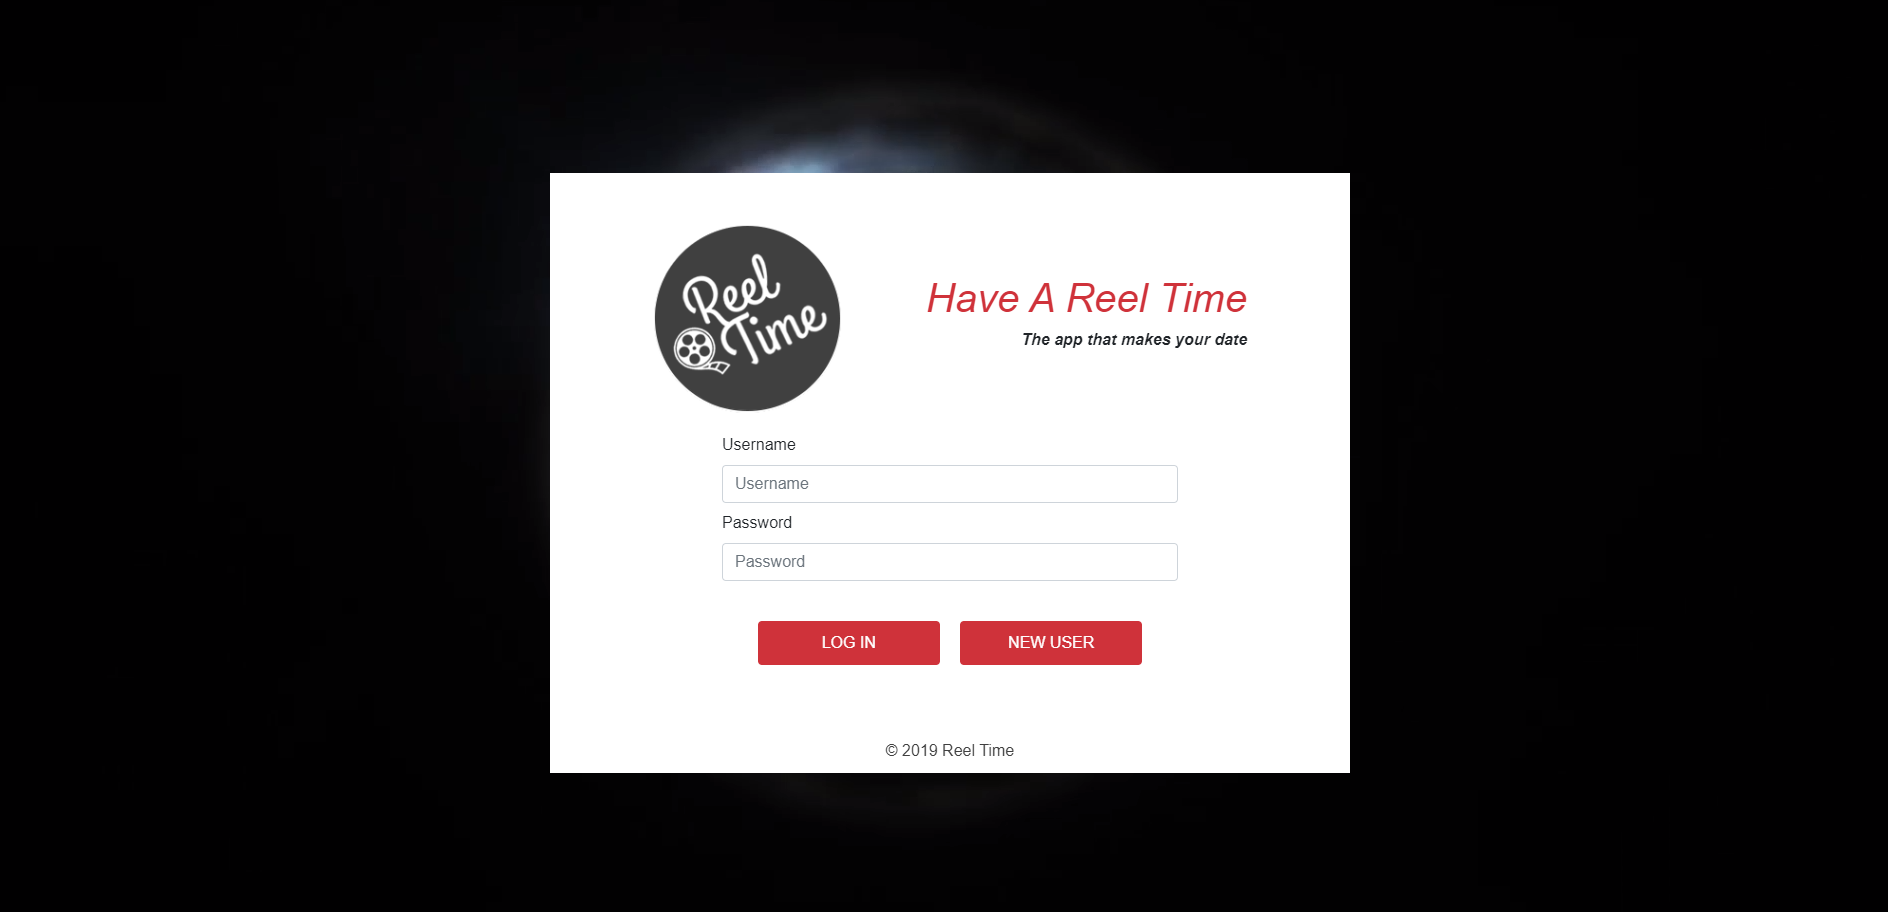 Reel
Time
Have A Reel Time
The app that makes your date
Username
Username
Password
Password
LOG IN
NEW USER
© 2019 Reel Time